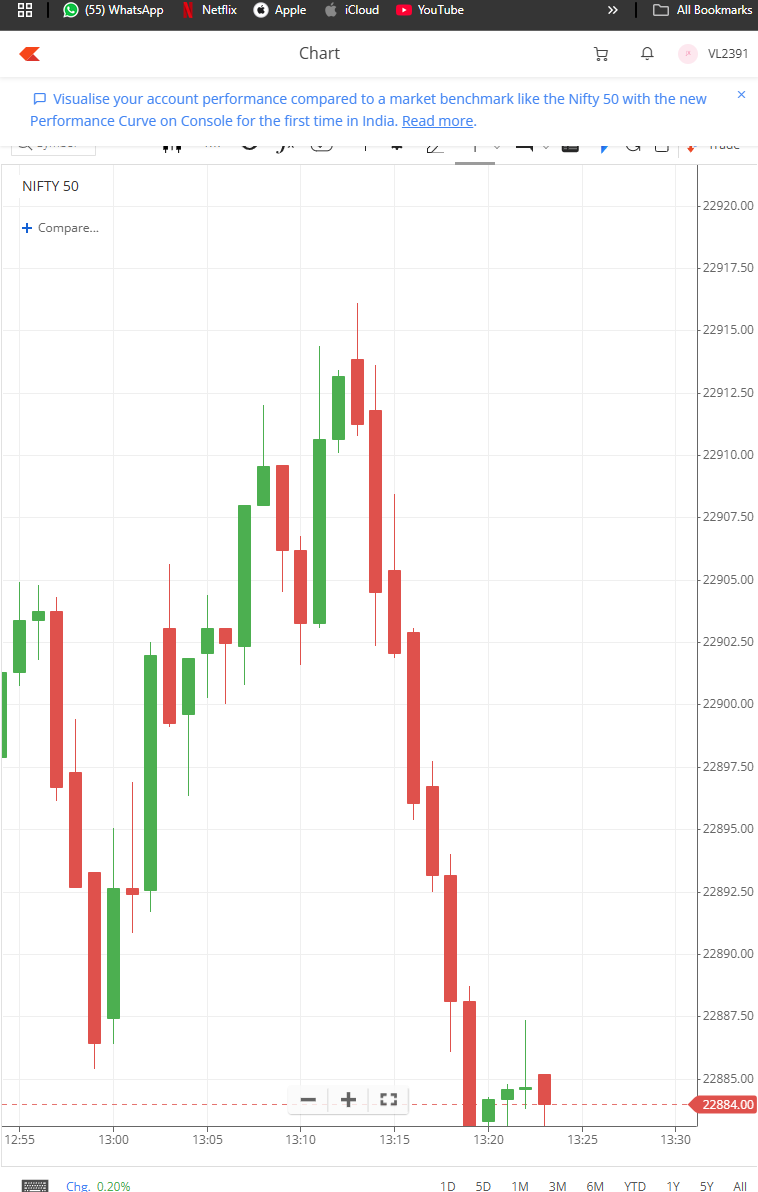 (55) WhatsApp
Netflix
Apple
iCloud
YouTube
»
All Bookmarks
Chart
VL2391
Visualise your account performance compared to a market benchmark like the Nifty 50 with the new
Performance Curve on Console for the first time in India. Read more.
NIFTY 50
+ Compare...
22920.00
22917.50
22915.00
22912.50
22910.00
22907.50
22905.00
22902.50
22900.00
22897.50
22895.00
22892.50
22890.00
22887.50
22885.00
22884.00
12:55
13:00
13:05
13:10
13:15
13:20
13:25
13:30
Chg. 0.20%
1D
5D
1M
3M
6M
YTD
1Y
5Y
All